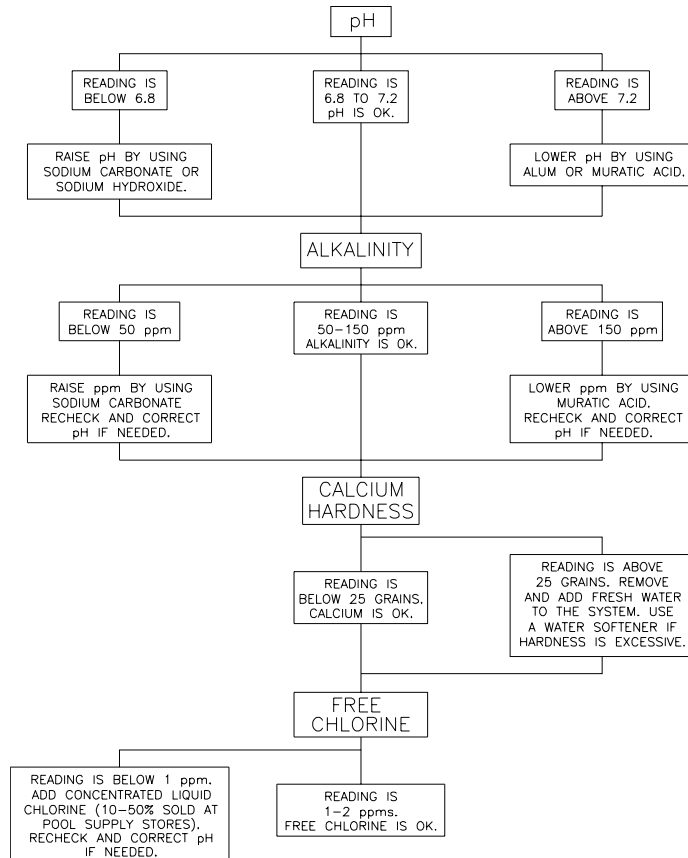 pH
READING IS
BELOW 6.8
READING IS
6.8 TO 7.2
pH IS OK.
READING IS
ABOVE 7.2
RAISE pH BY USING
SODIUM CARBONATE OR
SODIUM HYDROXIDE.
LOWER pH BY USING
ALUM OR MURATIC ACID.
ALKALINITY
READING IS
BELOW 50 ppm
READING IS
50-150 ppm
ALKALINITY IS OK.
READING IS
ABOVE 150 ppm
RAISE ppm BY USING
SODIUM CARBONATE
RECHECK AND CORRECT
pH IF NEEDED.
LOWER ppm BY USING
MURATIC ACID.
RECHECK AND CORRECT
pH IF NEEDED.
CALCIUM
HARDNESS
READING IS
BELOW 25 GRAINS.
CALCIUM IS OK.
READING IS ABOVE
25 GRAINS. REMOVE
AND ADD FRESH WATER
TO THE SYSTEM. USE
A WATER SOFTENER IF
HARDNESS IS EXCESSIVE.
FREE
CHLORINE
READING IS BELOW 1 ppm.
ADD CONCENTRATED LIQUID
CHLORINE (10-50% SOLD AT
POOL SUPPLY STORES).
RECHECK AND CORRECT pH
IF NEEDED.
READING IS
1-2 ppms.
FREE CHLORINE IS OK.